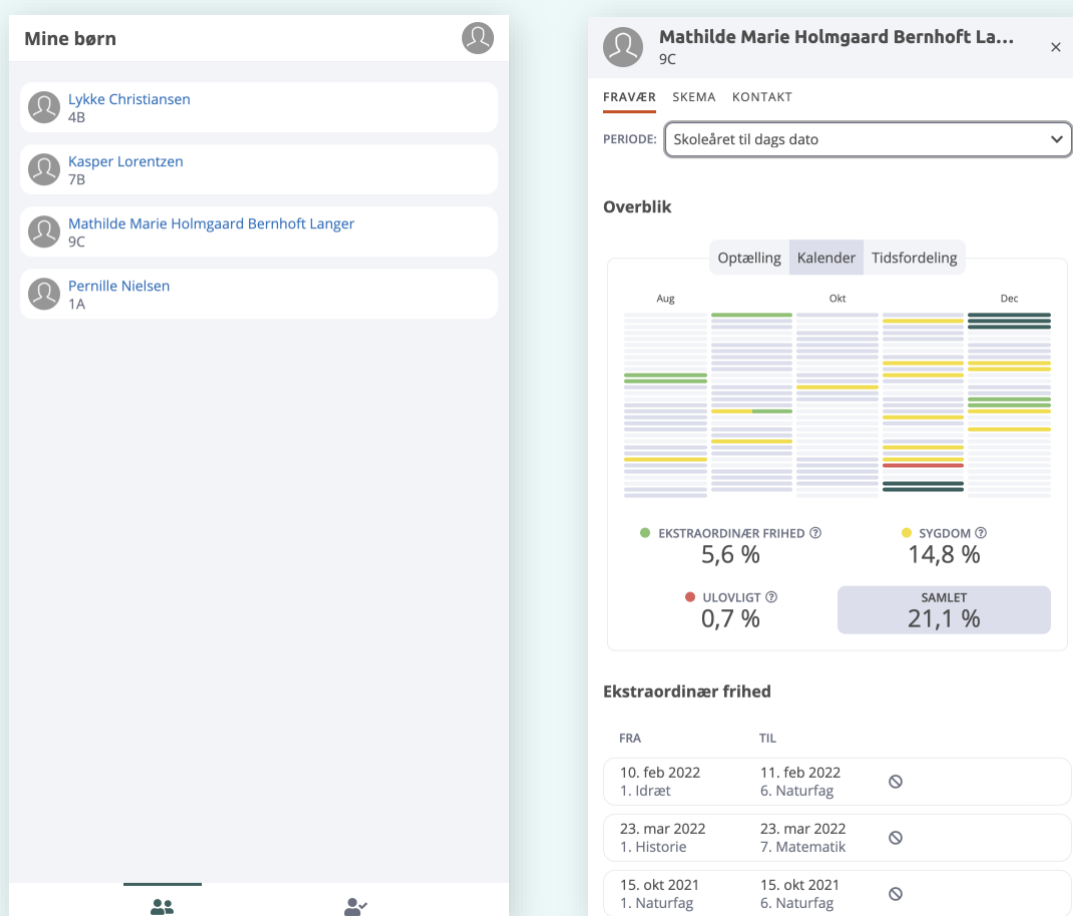 Mine børn
Lykke Christiansen
4B
Kasper Lorentzen
7B
Mathilde Marie Holmgaard Bernhoft Langer
9C
Pernille Nielsen
1A
Mathilde Marie Holmgaard Bernhoft La...
9C
FRAVÆR SKEMA KONTAKT
PERIODE: Skoleåret til dags dato
Overblik
Optælling Kalender Tidsfordeling
Aug Okt Dec
EKSTRAORDINÆR FRIHED SYGDOM
5,6 % 14,8 %
ULOVLIGT SAMLET
0,7 % 21,1 %
Ekstraordinær frihed
FRA TIL
10. feb 2022 11. feb 2022
1. Idræt 6. Naturfag
23. mar 2022 23. mar 2022
1. Historie 7. Matematik
15. okt 2021 15. okt 2021
1. Naturfag 6. Naturfag